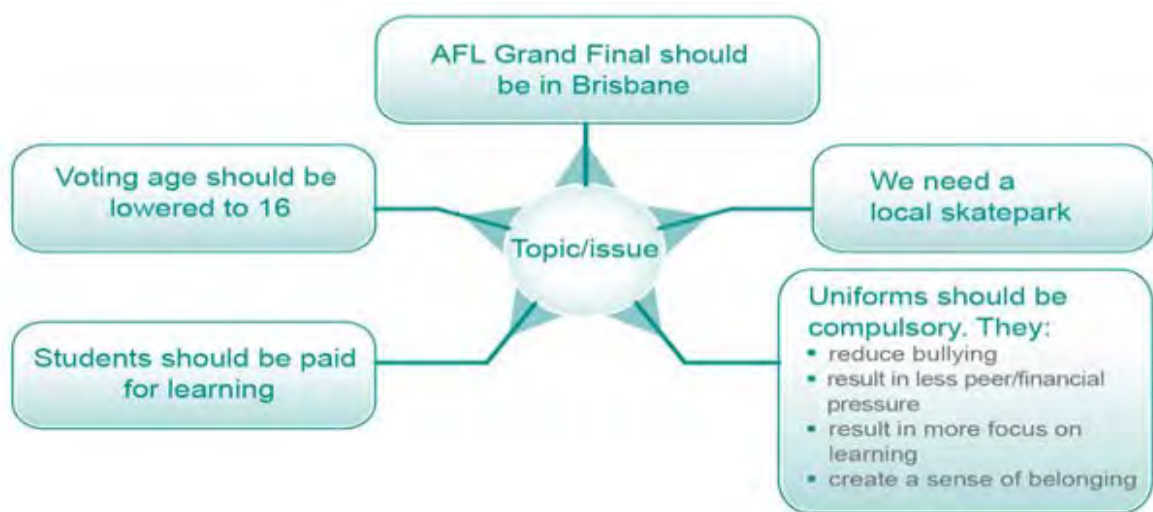 AFL Grand Final should
be in Brisbane
Voting age should be
lowered to 16
We need a
local skatepark
Topic/issue
Students should be paid
for learning
Uniforms should be
compulsory. They:
• reduce bullying
• result in less peer/financial
pressure
• result in more focus on
learning
• create a sense of belonging